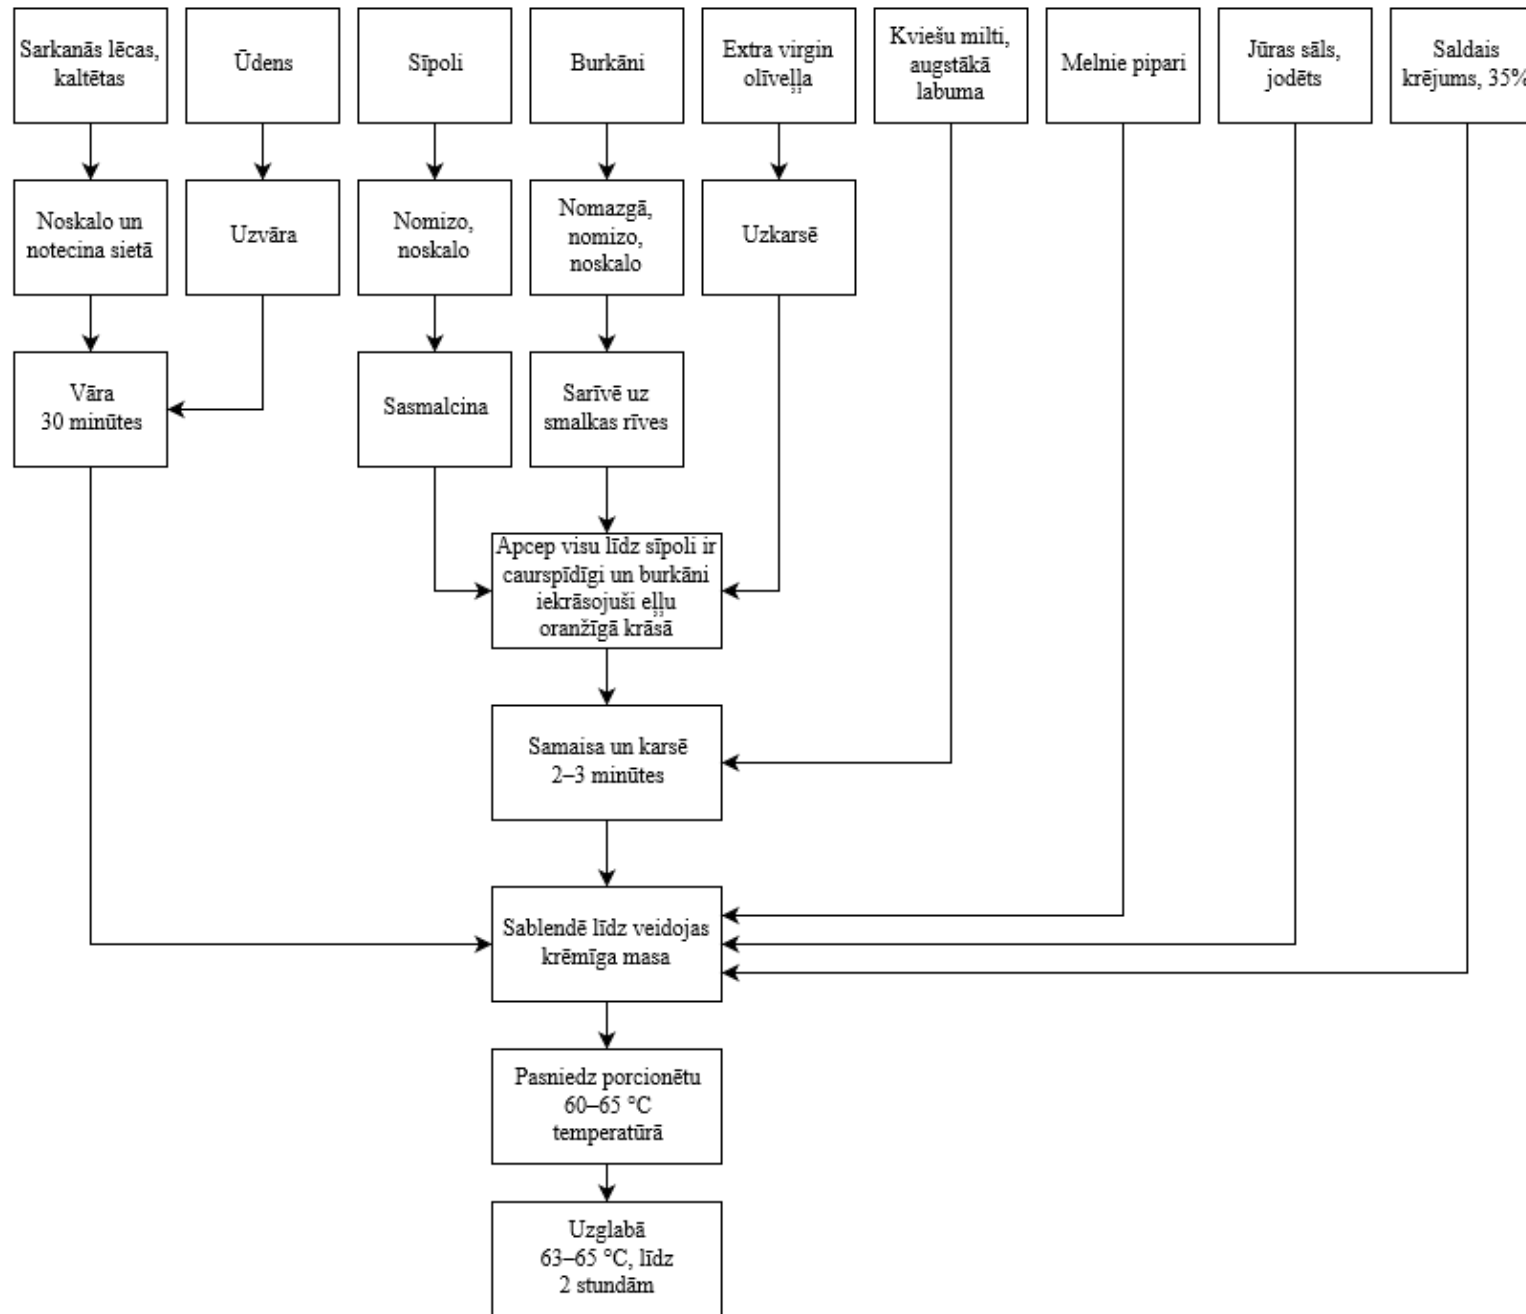 Sarkanās lēcas,
kaltētas
Ūdens
Sīpoli
Burkāni
Extra virgin
olīveļļa
Kviešu milti,
augstākā
labuma
Melnie pipari
Jūras sāls,
jodēts
Saldais
krējums, 35%
Noskalo un
notecina sietā
Uzvāra
Nomizo,
noskalo
Nomazgā,
nomizo,
noskalo
Uzkarsē
Vāra
30 minūtes
Sasmalcina
Sarīvē uz
smalkas rīves
Apcep visu līdz sīpoli ir
caurspīdīgi un burkāni
iekrāsojuši eļļu
oranžīgā krāsā
Samaisa un karsē
2–3 minūtes
Sablendē līdz veidojas
krēmīga masa
Pasniedz porcionētu
60–65 °C
temperatūrā
Uzglabā
63–65 °C, līdz
2 stundām